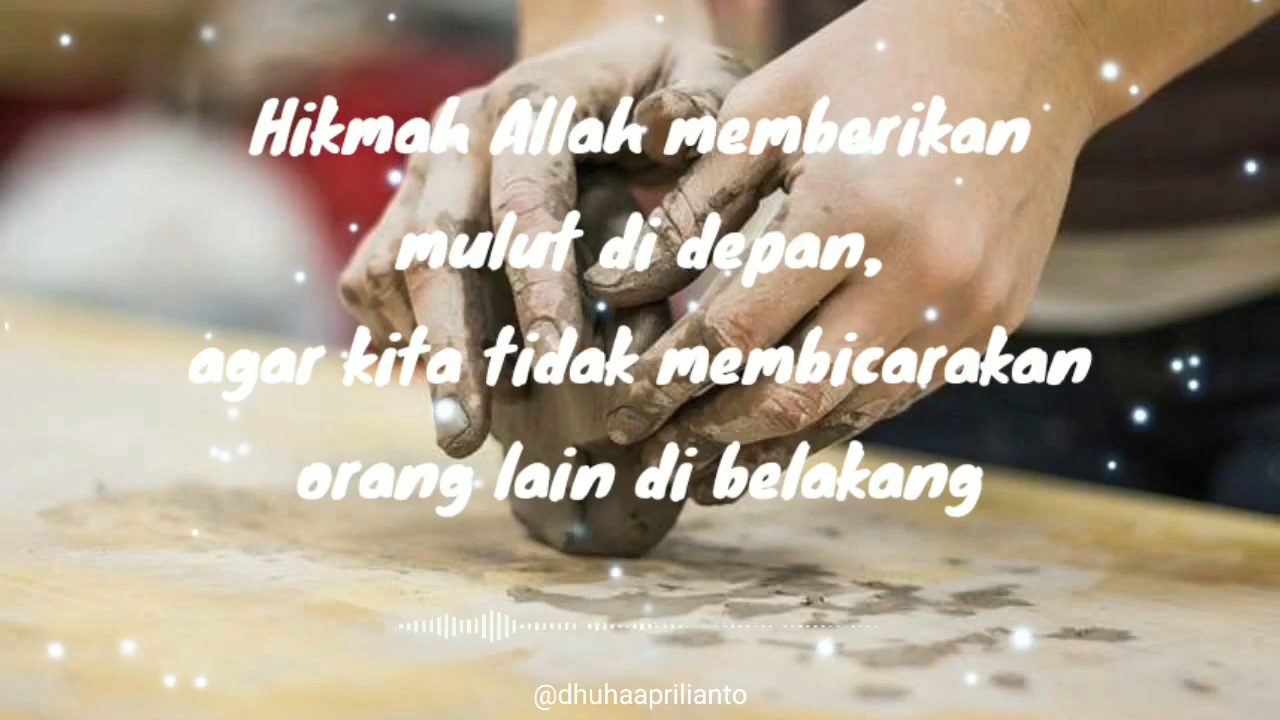 Hikmah Allah memberikan
mulut di depan,
agar kita tidak membicarakan
orang lain di belakang
@dhuhaaprilianto